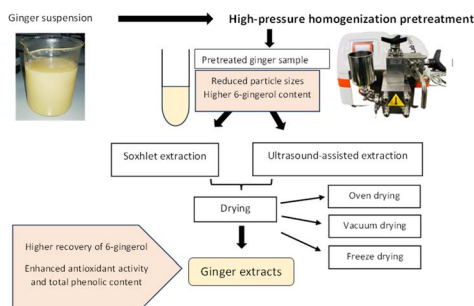 Ginger suspension
High-pressure homogenization pretreatment
Pretreated ginger sample
Reduced particle sizes
Higher 6-gingerol content
Soxhlet extraction
Ultrasound-assisted extraction
Drying
Oven drying
Vacuum drying
Freeze drying
Higher recovery of 6-gingerol
Enhanced antioxidant activity
and total phenolic content
Ginger extracts